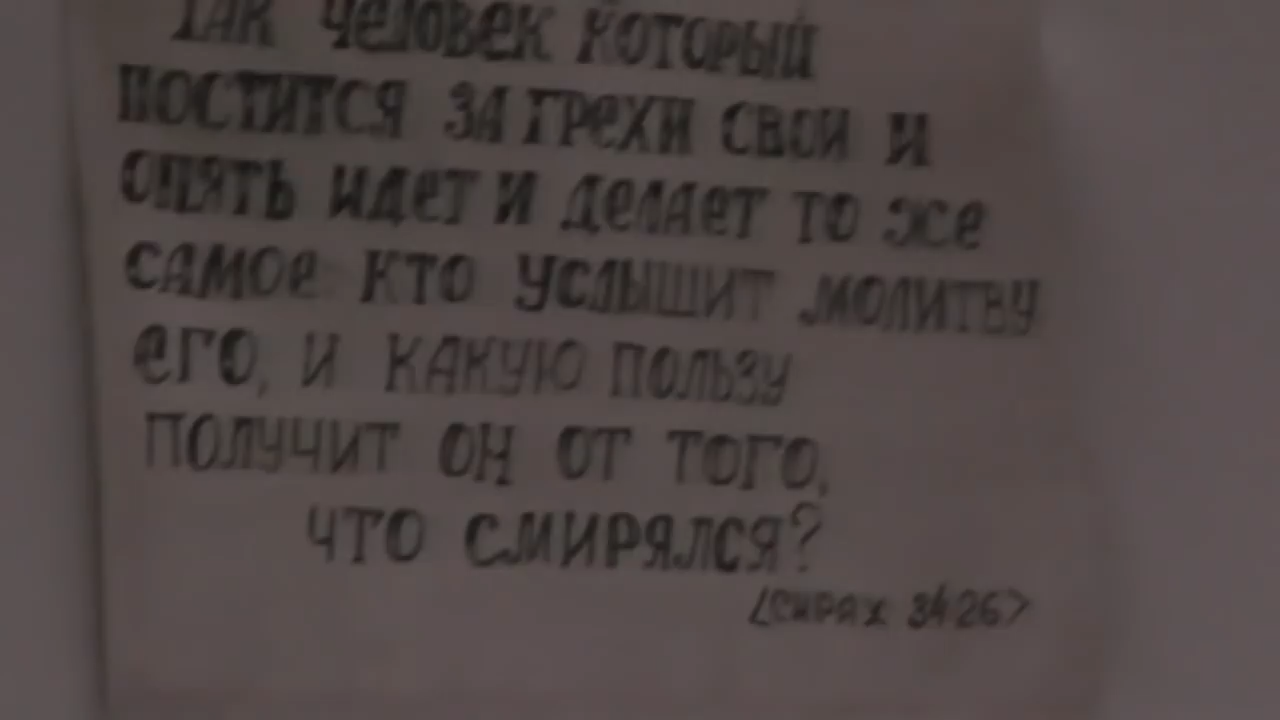 Так человек который
постится за грехи свои и
опять идет и делает то же
самое кто услышит молитву
его, и какую пользу
получит он от того,
что смирялся?
<Сирах 34 26>